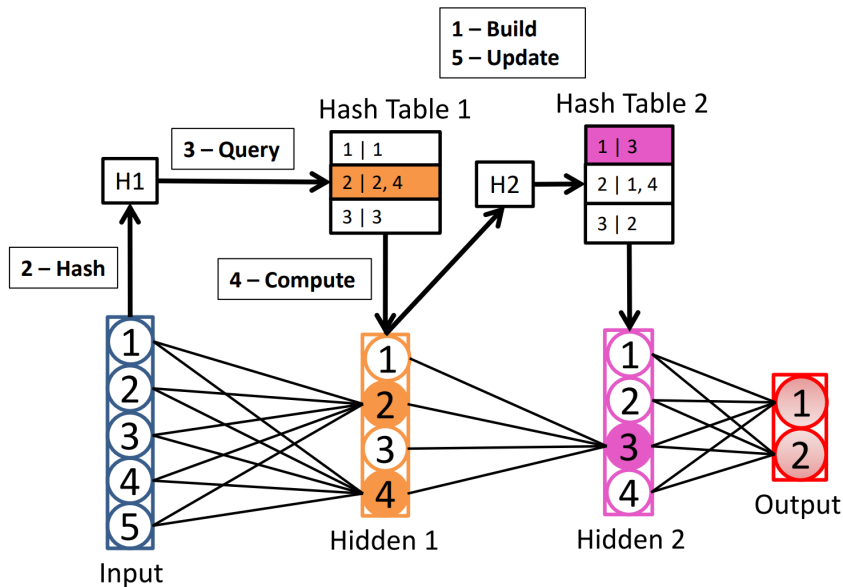 1 – Build
5 – Update
Hash Table 1
Hash Table 2
3 – Query
H1
1 | 1
2 | 2, 4
3 | 3
H2
1 | 3
2 | 1, 4
3 | 2
2 – Hash
4 – Compute
1
2
3
4
5
Input
1
2
3
4
Hidden 1
1
2
3
4
Hidden 2
1
2
Output